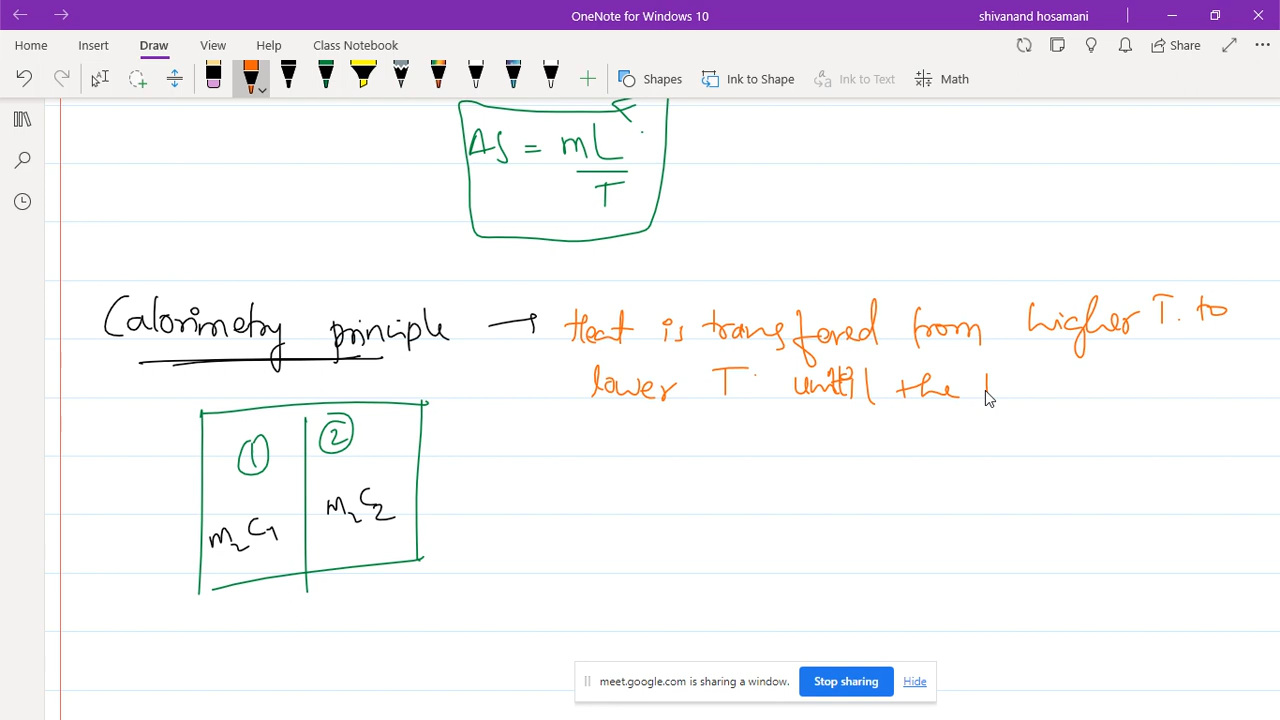 OneNote for Windows 10
shivanand hosamani
Home Insert Draw View Help Class Notebook
Share
Shapes Ink to Shape Ink to Text Math
ΔS = mL
T
Calorimetry principle → Heat is transfered from higher T. to
lower T. until the
① ②
m₂C₁ m₂C₂
meet.google.com is sharing a window. Stop sharing Hide